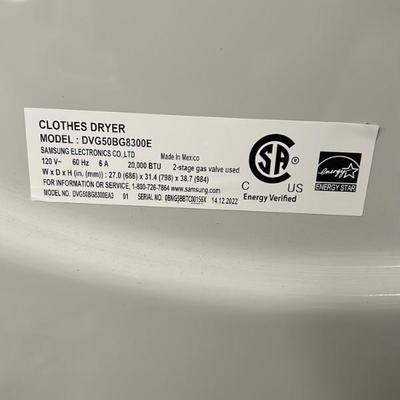 CLOTHES DRYER
MODEL : DVG50BG8300E
SAMSUNG ELECTRONICS CO.,LTD Made in Mexico
120 V~ 60 Hz 6 A 20,000 BTU 2-stage gas valve used
W x D x H (in. (mm)) : 27.0 (686) x 31.4 (798) x 38.7 (984)
FOR INFORMATION OR SERVICE, 1-800-726-7864 www.samsung.com
MODEL NO. DVG50BG8300EA3 01 SERIAL NO. 0BNG5BBTC00156X 14.12.2022
SA
C US
Energy Verified
energy
ENERGY STAR